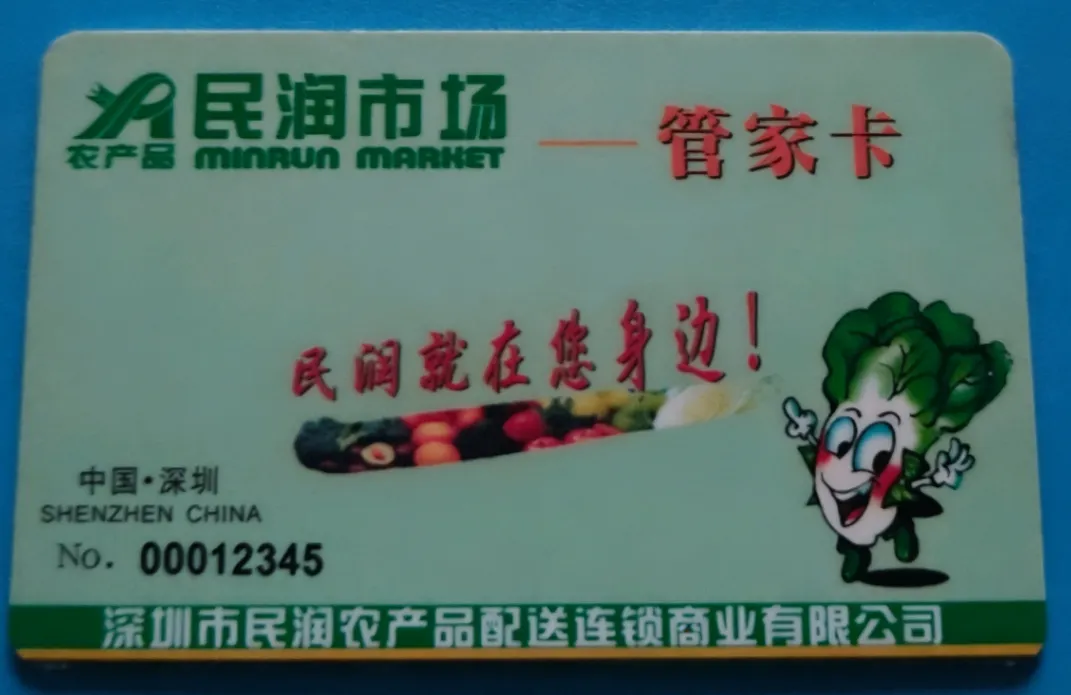 民润市场 —— 管家卡
农产品 MINRUN MARKET
民润就在您身边!
中国·深圳
SHENZHEN CHINA
No. 00012345
深圳市民润农产品配送连锁商业有限公司